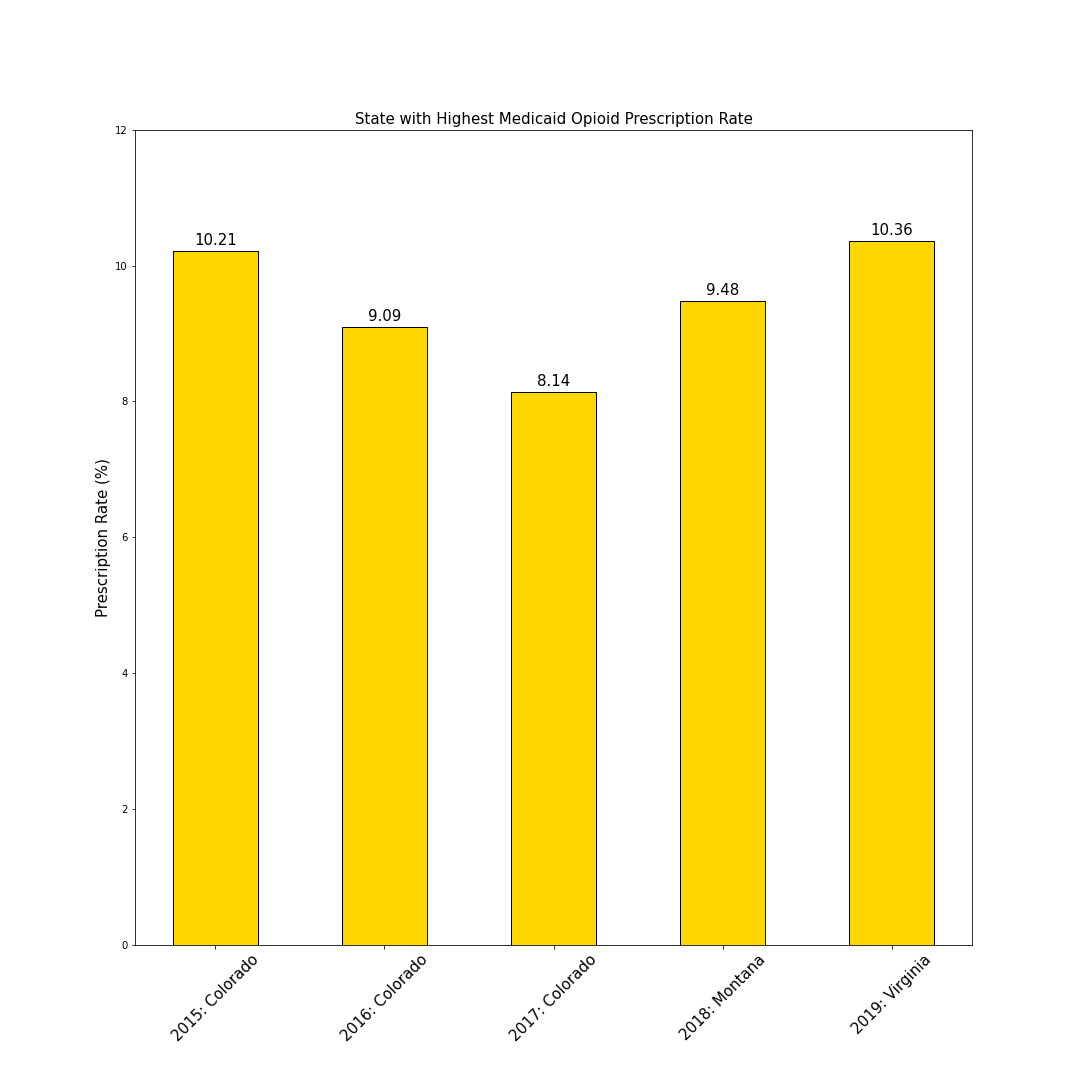 State with Highest Medicaid Opioid Prescription Rate
Prescription Rate (%)
12
10
8
6
4
2
0
10.21
9.09
8.14
9.48
10.36
2015: Colorado
2016: Colorado
2017: Colorado
2018: Montana
2019: Virginia